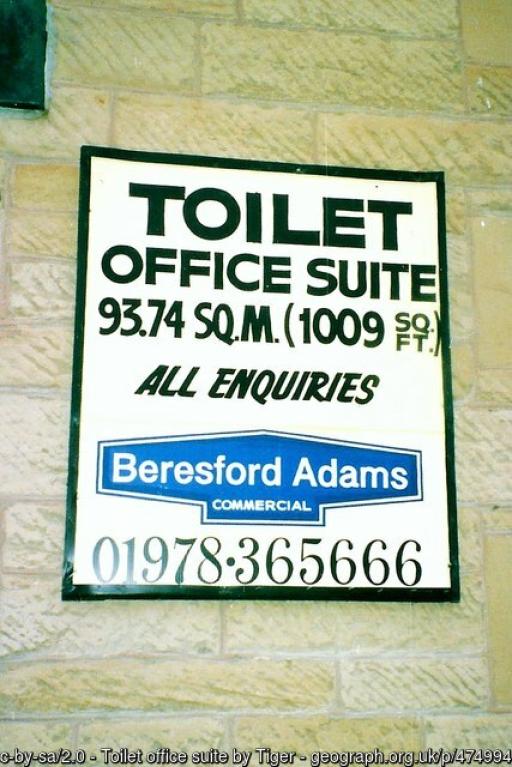 TOILET
OFFICE SUITE
93.74 SQ.M. (1009 SQ. FT.)
ALL ENQUIRIES
Beresford Adams
COMMERCIAL
01978·365666
c-by-sa/2.0 - Toilet office suite by Tiger - geograph.org.uk/p/474994